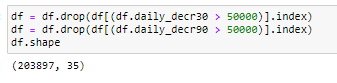 df = df.drop(df[(df.daily_decr30 > 50000)].index)
df = df.drop(df[(df.daily_decr90 > 50000)].index)
df.shape
(203897, 35)